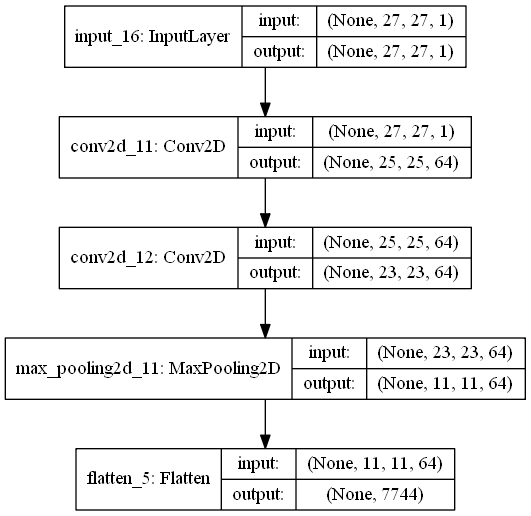 input_16: InputLayer
input: (None, 27, 27, 1)
output: (None, 27, 27, 1)
conv2d_11: Conv2D
input: (None, 27, 27, 1)
output: (None, 25, 25, 64)
conv2d_12: Conv2D
input: (None, 25, 25, 64)
output: (None, 23, 23, 64)
max_pooling2d_11: MaxPooling2D
input: (None, 23, 23, 64)
output: (None, 11, 11, 64)
flatten_5: Flatten
input: (None, 11, 11, 64)
output: (None, 7744)